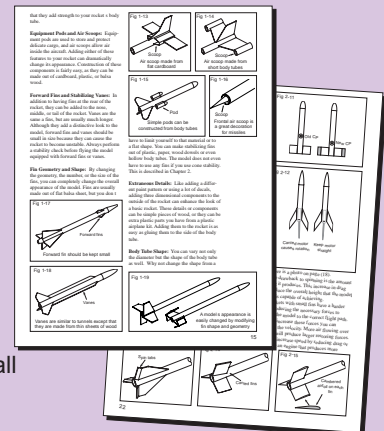 that they add strength to your rocket s body
tube.
Equipment Pods and Air Scoops: Equip-
ment pods are used to store and protect
delicate cargo, and air scoops allow air
inside the aircraft. Adding either of these
features to your rocket can dramatically
change its appearance. Construction of these
components is fairly easy, as they can be
made out of cardboard, plastic, or balsa
wood.
Forward Fins and Stabilizing Vanes: In
addition to having fins at the rear of the
rocket, they can be added to the nose,
middle, or tail of the rocket. Vanes are the
same as fins, but are usually much longer.
Although they add a distinctive look to the
model, forward fins and vanes should be
small in size because they can cause the
rocket to become unstable. Always perform
a stability check before flying the model
equipped with forward fins or vanes.
Fin Geometry and Shape: By changing
the geometry, the number, or the size of the
fins, you can completely change the overall
appearance of the model. Fins are usually
made out of flat balsa sheet, but you don t
Fig 1-17
Forward fins
Forward fin should be kept small
Fig 1-18
Vanes
Vanes are similar to tunnels except that
they are made from thin sheets of wood
Fig 1-13
Scoop
Air scoop made from
flat cardboard
Fig 1-14
Scoop
Air scoop made from
short body tubes
Fig 1-15
Pod
Simple pods can be
constructed from body tubes
Fig 1-16
Scoop
Frontal air scoop is
a great decoration
for missiles
have to limit yourself to that material or to
a flat shape. You can make stabilizing fins
out of plastic, paper, wood dowels or even
hollow body tubes. The model does not even
have to use any fins if you use cone stability.
This is described in Chapter 2.
Extraneous Details: Like adding a differ-
ent paint pattern or using a lot of decals,
adding three dimensional components to the
outside of the rocket can enhance the look of
a basic rocket. These details or components
can be simple pieces of wood, or they can be
extra plastic parts you have from a plastic
airplane kit. Adding them to the rocket is as
easy as gluing them to the side of the body
tube.
Body Tube Shape: You can vary not only
the diameter but the shape of the body tube
as well. Why not change the shape from a
Fig 1-19
A model s appearance is
easily changed by modifying
fin shape and geometry
15
Fig 2-11
CP
2-12
Canted
fins
22
all